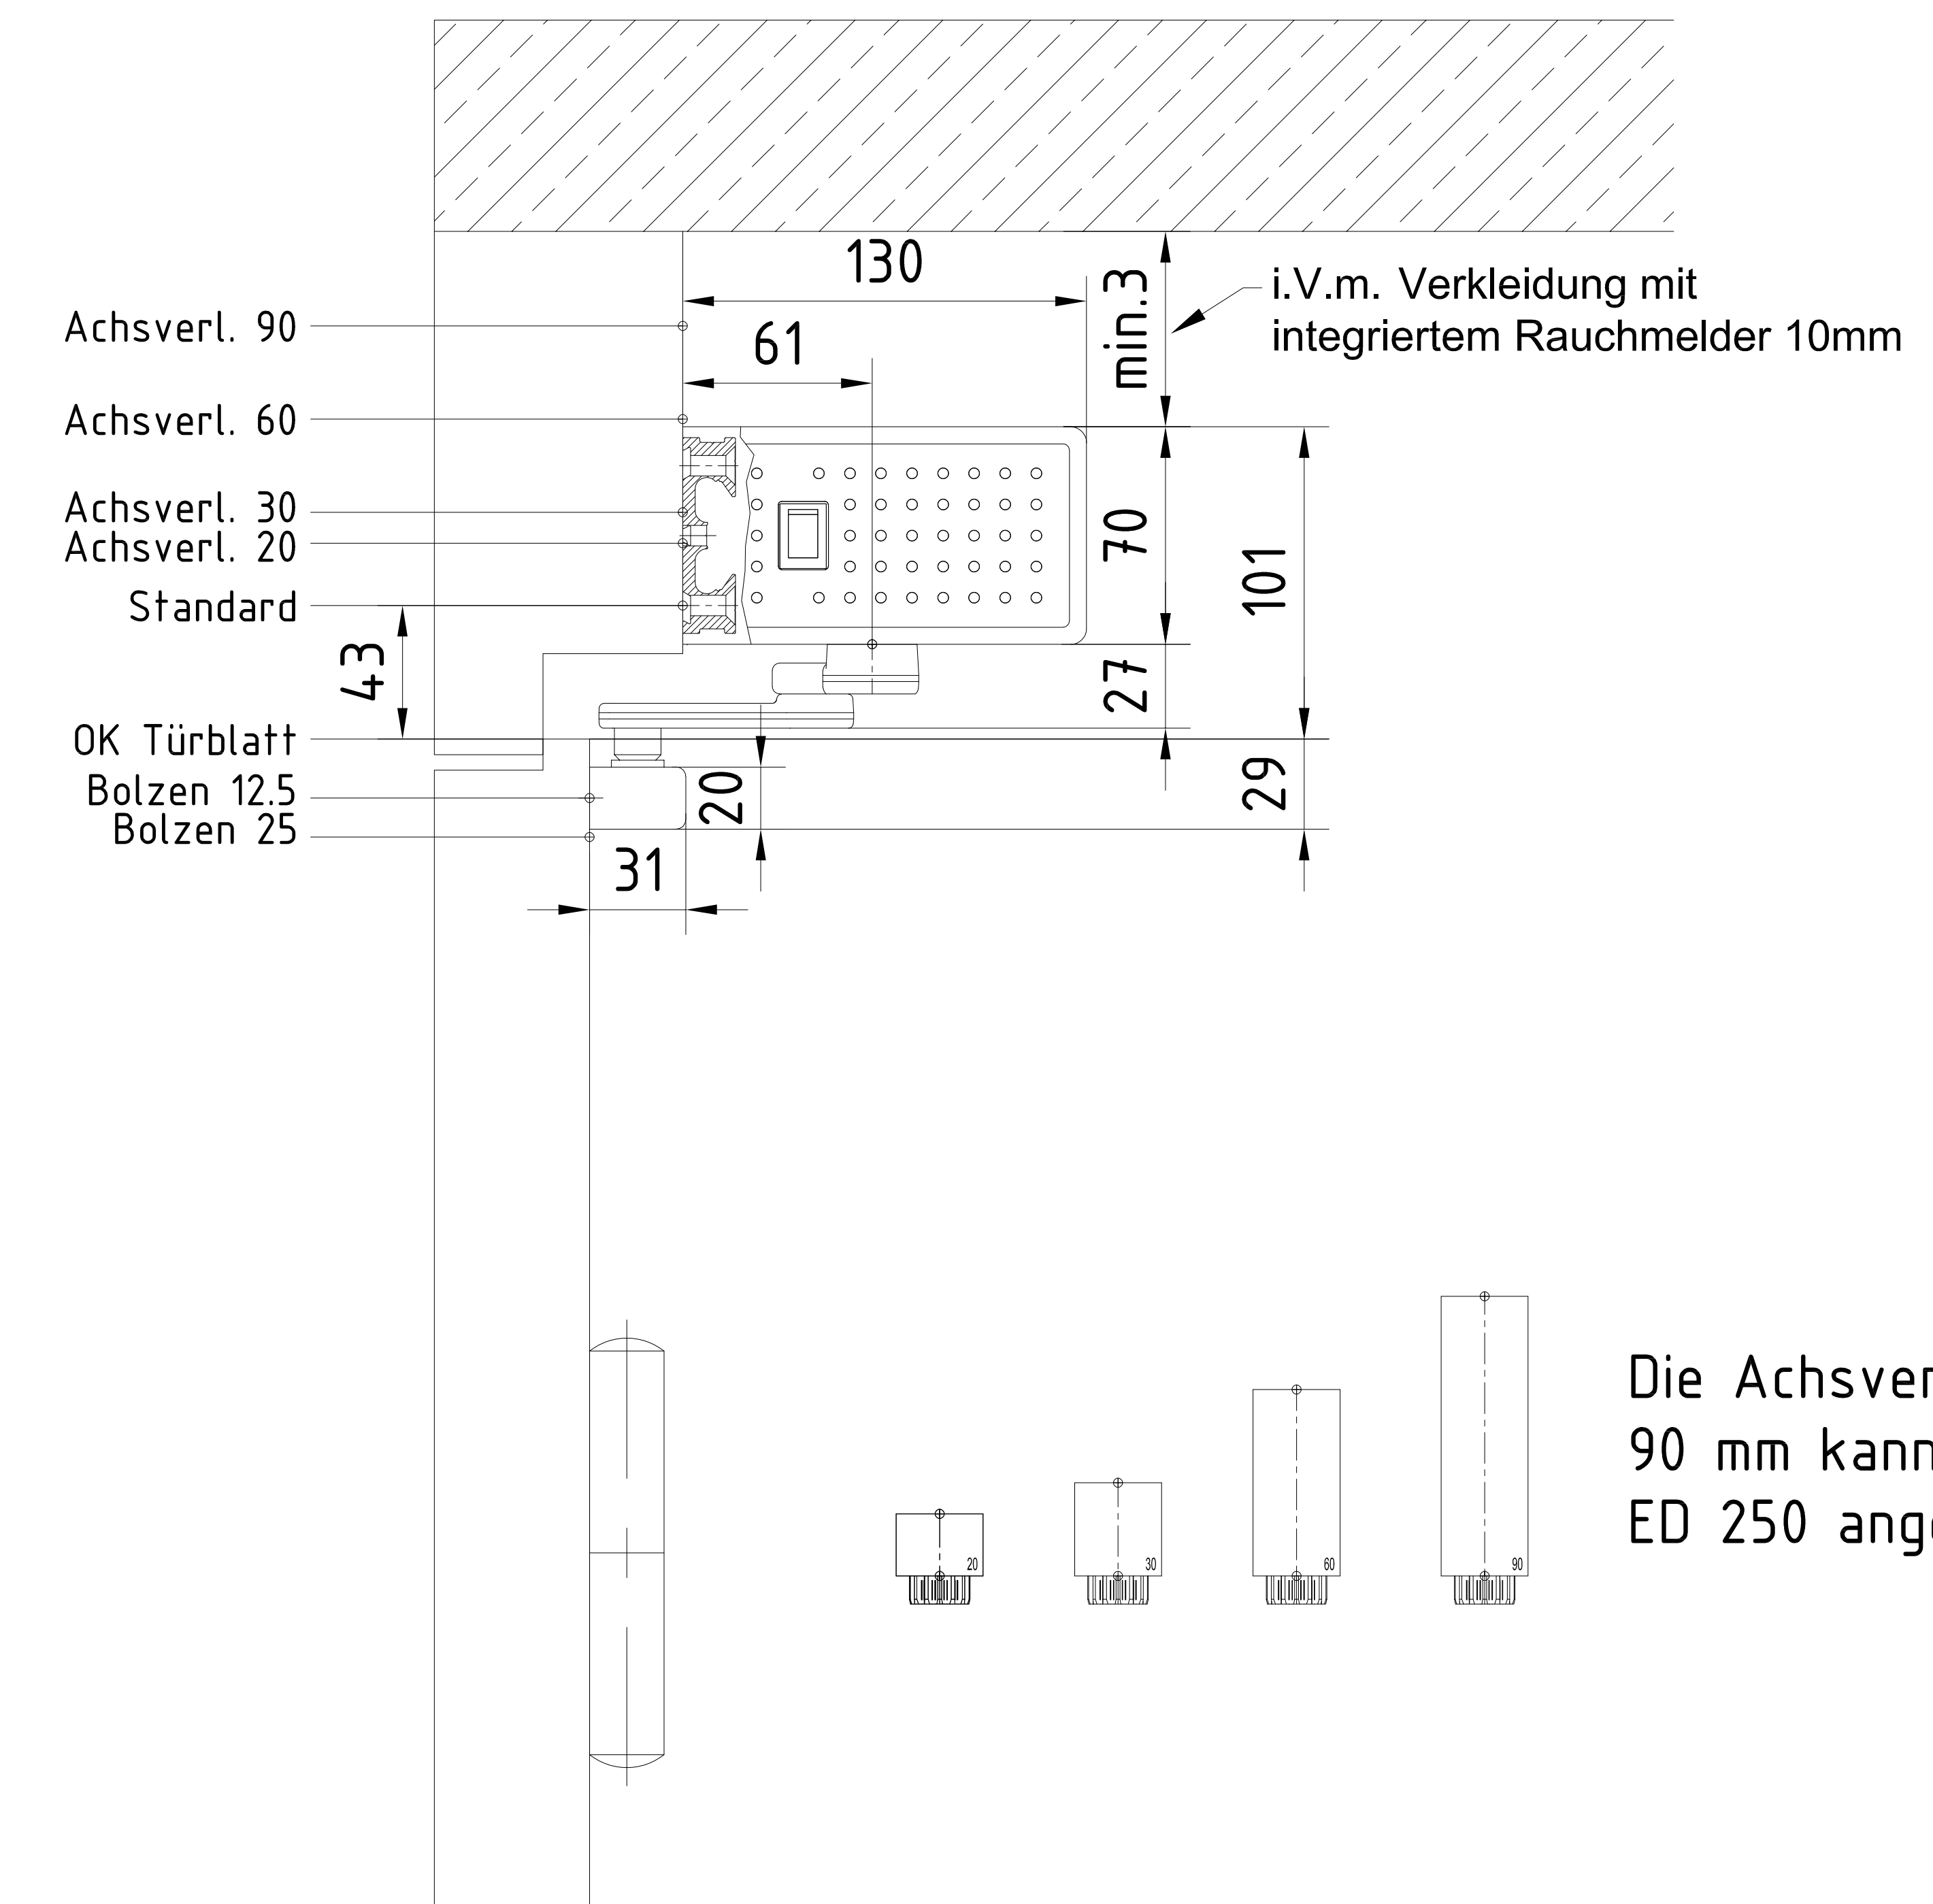 130
61
min.3
i.V.m. Verkleidung mit
integriertem Rauchmelder 10mm
Achsverl. 90
Achsverl. 60
Achsverl. 30
Achsverl. 20
Standard
70
101
43
27
OK Türblatt
Bolzen 12.5
Bolzen 25
20
29
31
20
30
60
90
Die
90 mm kann
ED 250